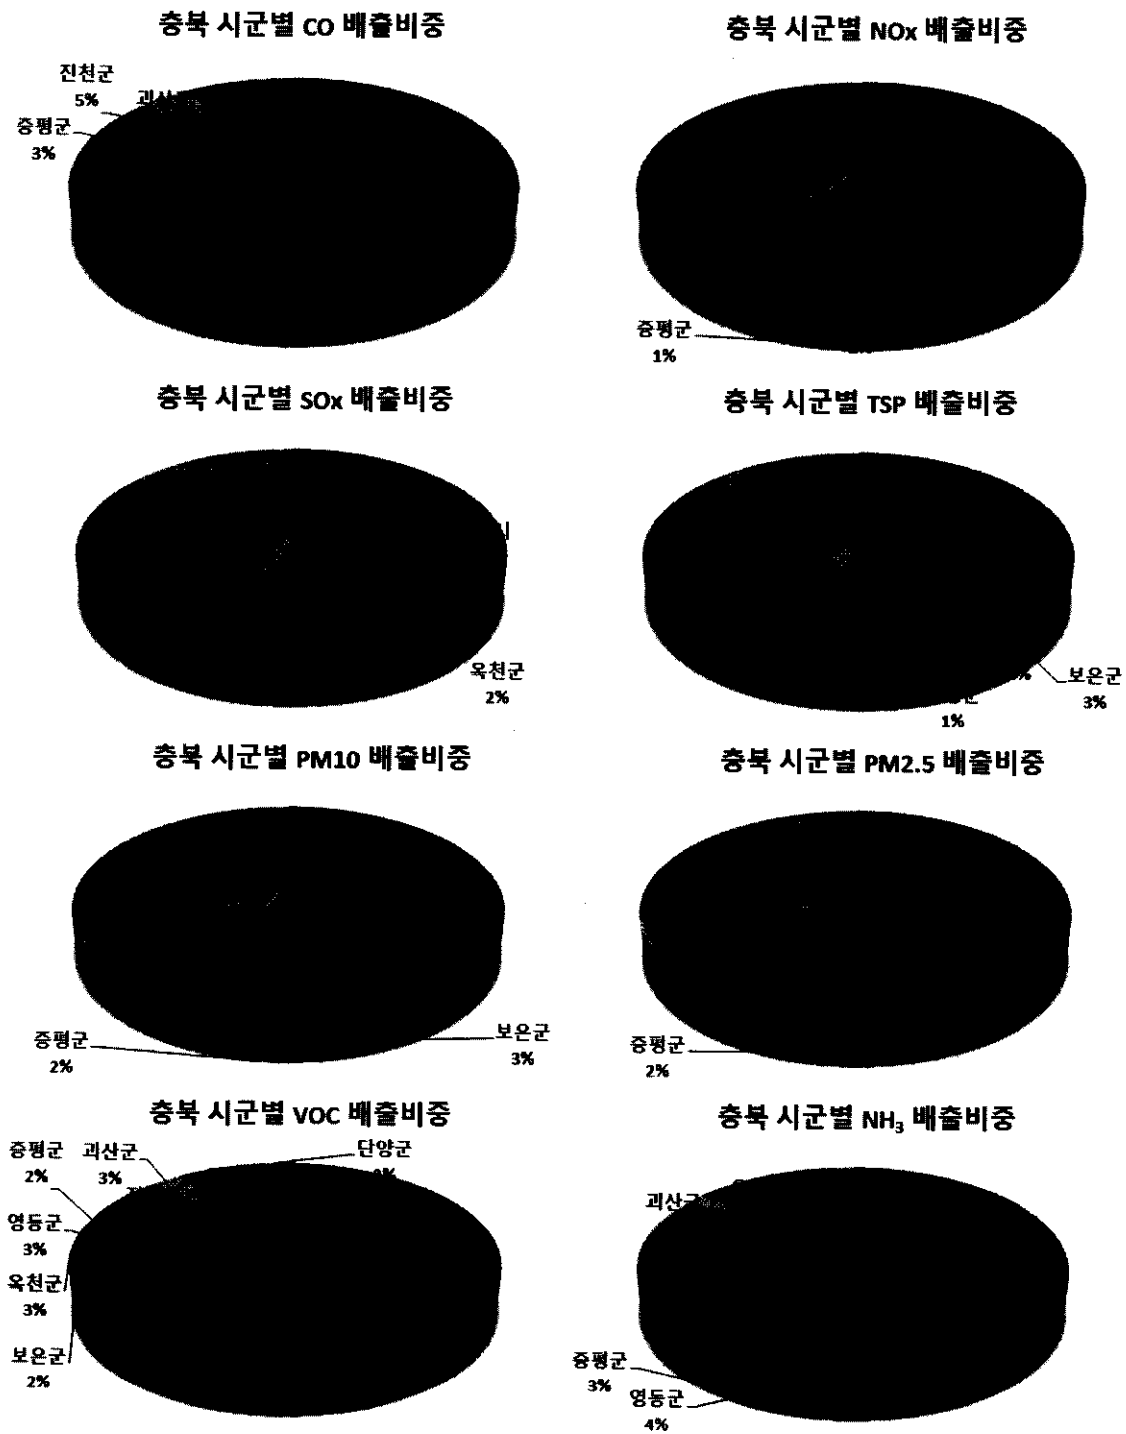 충북 시군별 CO 배출비중
진천군
5%
증평군
3%
충북 시군별 NOx 배출비중
증평군
1%
충북 시군별 SOx 배출비중
옥천군
2%
충북 시군별 TSP 배출비중
보은군
3%
1%
충북 시군별 PM10 배출비중
증평군
2%
보은군
3%
충북 시군별 PM2.5 배출비중
증평군
2%
충북 시군별 VOC 배출비중
증평군
2%
괴산군
3%
단양군
영동군
3%
옥천군
3%
보은군
2%
충북 시군별 NH₃ 배출비중
증평군
3%
영동군
4%